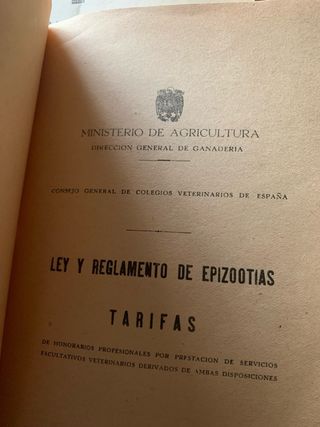 MINISTERIO DE AGRICULTURA
DIRECCION GENERAL DE GANADERIA
CONSEJO GENERAL DE COLEGIOS VETERINARIOS DE ESPAÑA
LEY Y REGLAMENTO DE EPIZOOTIAS
TARIFAS
DE HONORARIOS PROFESIONALES POR PRESTACION DE SERVICIOS
FACULTATIVOS VETERINARIOS DERIVADOS DE AMBAS DISPOSICIONES